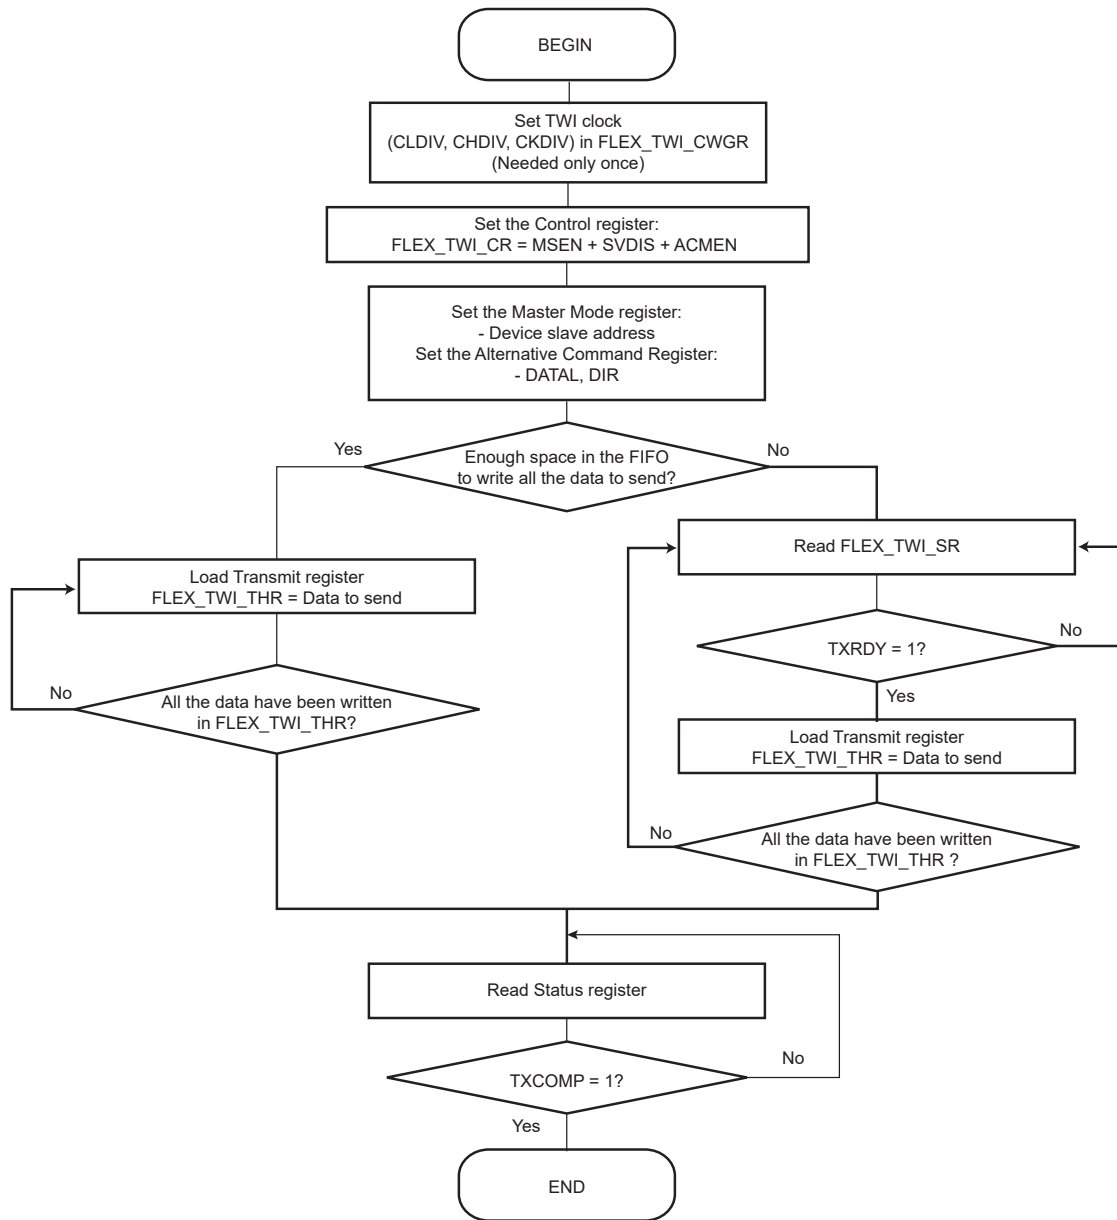 BEGIN
Set TWI clock
(CLDIV, CHDIV, CKDIV) in FLEX_TWI_CWGR
(Needed only once)
Set the Control register:
FLEX_TWI_CR = MSEN + SVDIS + ACMEN
Set the Master Mode register:
- Device slave address
Set the Alternative Command Register:
- DATAL, DIR
Yes
Enough space in the FIFO
to write all the data to send?
No
Load Transmit register
FLEX_TWI_THR = Data to send
No
All the data have been written
in FLEX_TWI_THR?
Read FLEX_TWI_SR
TXRDY = 1?
No
Yes
Load Transmit register
FLEX_TWI_THR = Data to send
No
All the data have been written
in FLEX_TWI_THR ?
Read Status register
TXCOMP = 1?
No
Yes
END